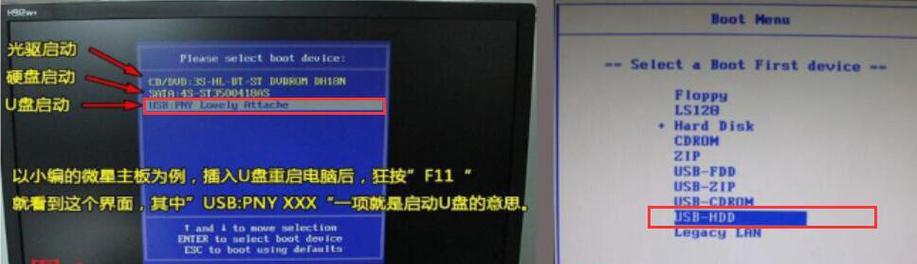 Please select boot device:
光驱启动
CD/DVD:3S-HL-DT-ST DVDROM DH18N
硬盘启动
SATA:4S-ST3500418AS
U盘启动
USB:PNY Lovely Attache
以小编的微星主板为例，插入U盘重启电脑后，狂按”F11“
就看到这个界面，其中”USB:PNY XXX“一项就是启动U盘的意思。
↑ and ↓ to move selection
ENTER to select boot device
ESC to boot using defaults
Boot Menu
-- Select a Boot First device --
Floppy
LS120
+ Hard Disk
CDROM
ZIP
USB-FDD
USB-ZIP
USB-CDROM
USB-HDD
Legacy LAN